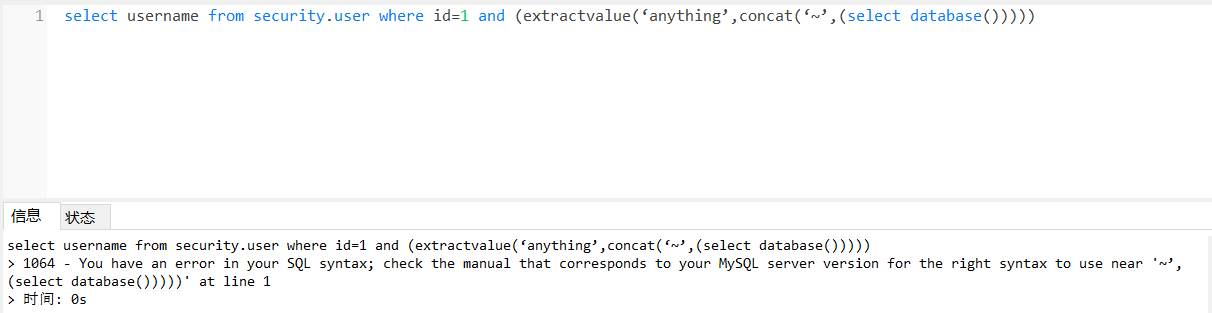 1 select username from security.user where id=1 and (extractvalue(‘anything’,concat(‘~’,(select database()))))
信息 状态
select username from security.user where id=1 and (extractvalue(‘anything’,concat(‘~’,(select database()))))
> 1064 - You have an error in your SQL syntax; check the manual that corresponds to your MySQL server version for the right syntax to use near '~’,
(select database()))))' at line 1
> 时间: 0s